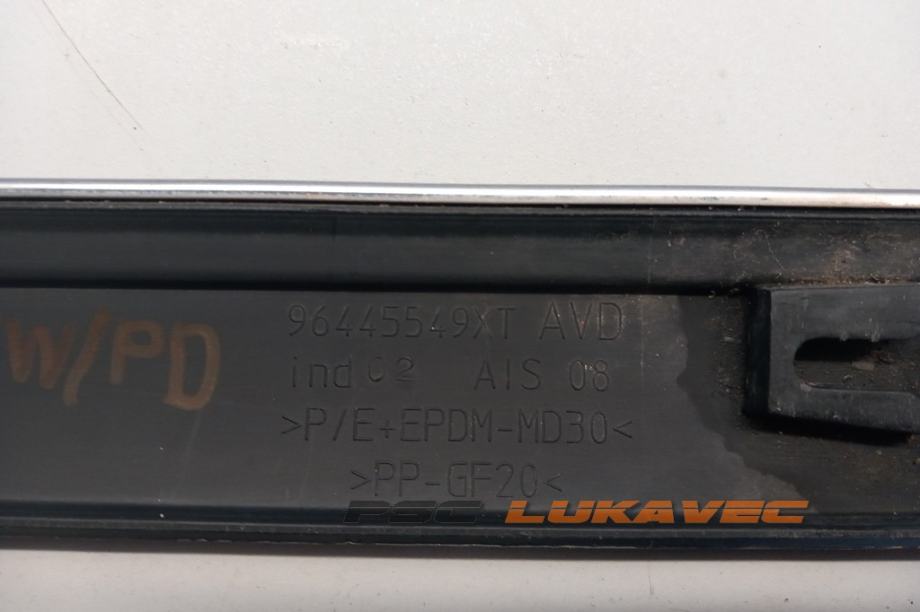 96445549XT AVD
ind 02 AIS 08
>P/E+EPDM-MD30<
>PP-GF20<
W/PD
PSC LUKAVEC